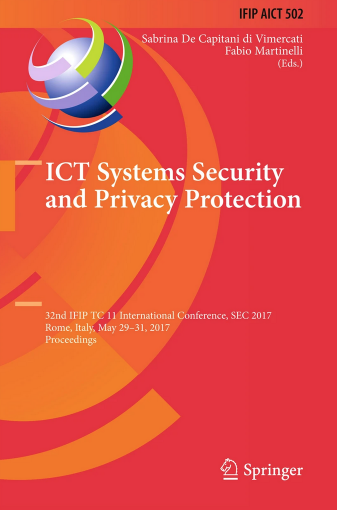 IFIP AICT 502
Sabrina De Capitani di Vimercati
Fabio Martinelli
(Eds.)
ICT Systems Security
and Privacy Protection
32nd IFIP TC 11 International Conference, SEC 2017
Rome, Italy, May 29–31, 2017
Proceedings
Springer